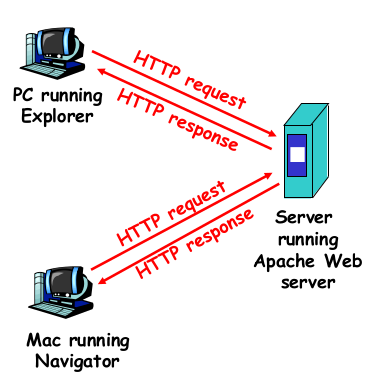 HTTP request
HTTP response
PC running
Explorer
Server
running
Apache Web
server
HTTP request
HTTP response
Mac running
Navigator